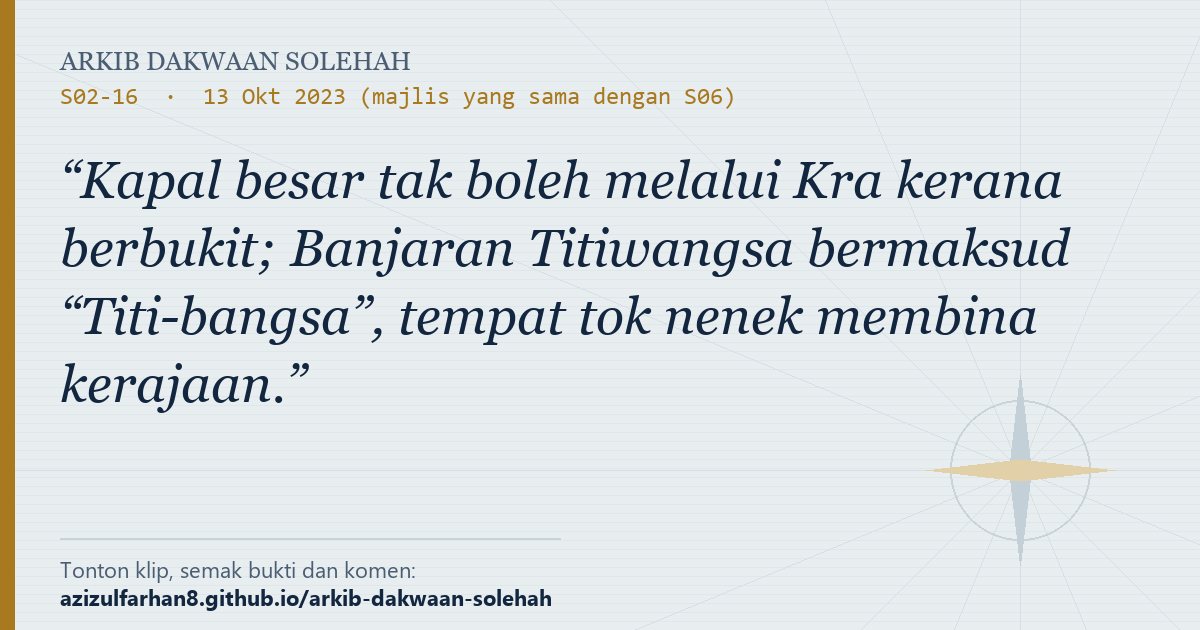 ARKIB DAKWAAN SOLEHAH
S02-16 · 13 Okt 2023 (majlis yang sama dengan S06)
“Kapal besar tak boleh melalui Kra kerana
berbukit; Banjaran Titiwangsa bermaksud
“Titi-bangsa”, tempat tok nenek membina
kerajaan.”
Tonton klip, semak bukti dan komen:
azizulfarhan8.github.io/arkib-dakwaan-solehah